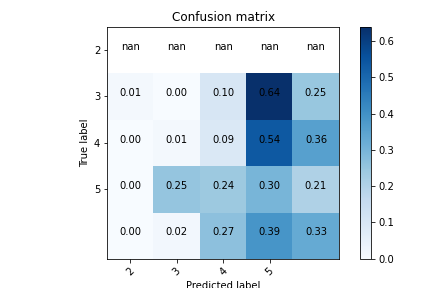 Confusion matrix
2 nan nan nan nan nan
3 0.01 0.00 0.10 0.64 0.25
4 0.00 0.01 0.09 0.54 0.36
5 0.00 0.25 0.24 0.30 0.21
0.00 0.02 0.27 0.39 0.33
2 3 4 5
True label
Predicted label
0.6
0.5
0.4
0.3
0.2
0.1
0.0